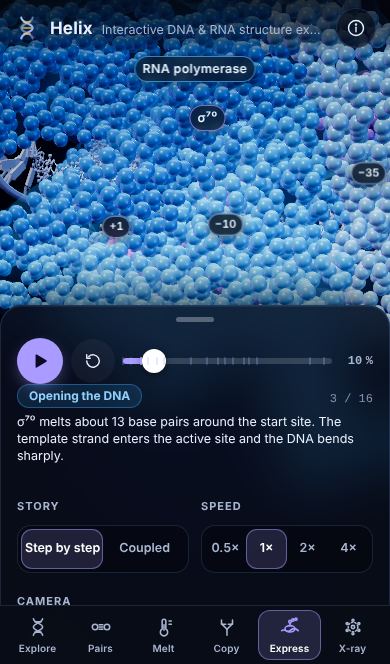 Helix Interactive DNA & RNA structure ex...
RNA polymerase
σ⁷⁰
−35
+1
−10
10 %
Opening the DNA
3 / 16
σ⁷⁰ melts about 13 base pairs around the start site. The
template strand enters the active site and the DNA bends
sharply.
STORY
SPEED
Step by step
Coupled
0.5×
1×
2×
4×
CAMERA
Explore
Pairs
Melt
Copy
Express
X-ray